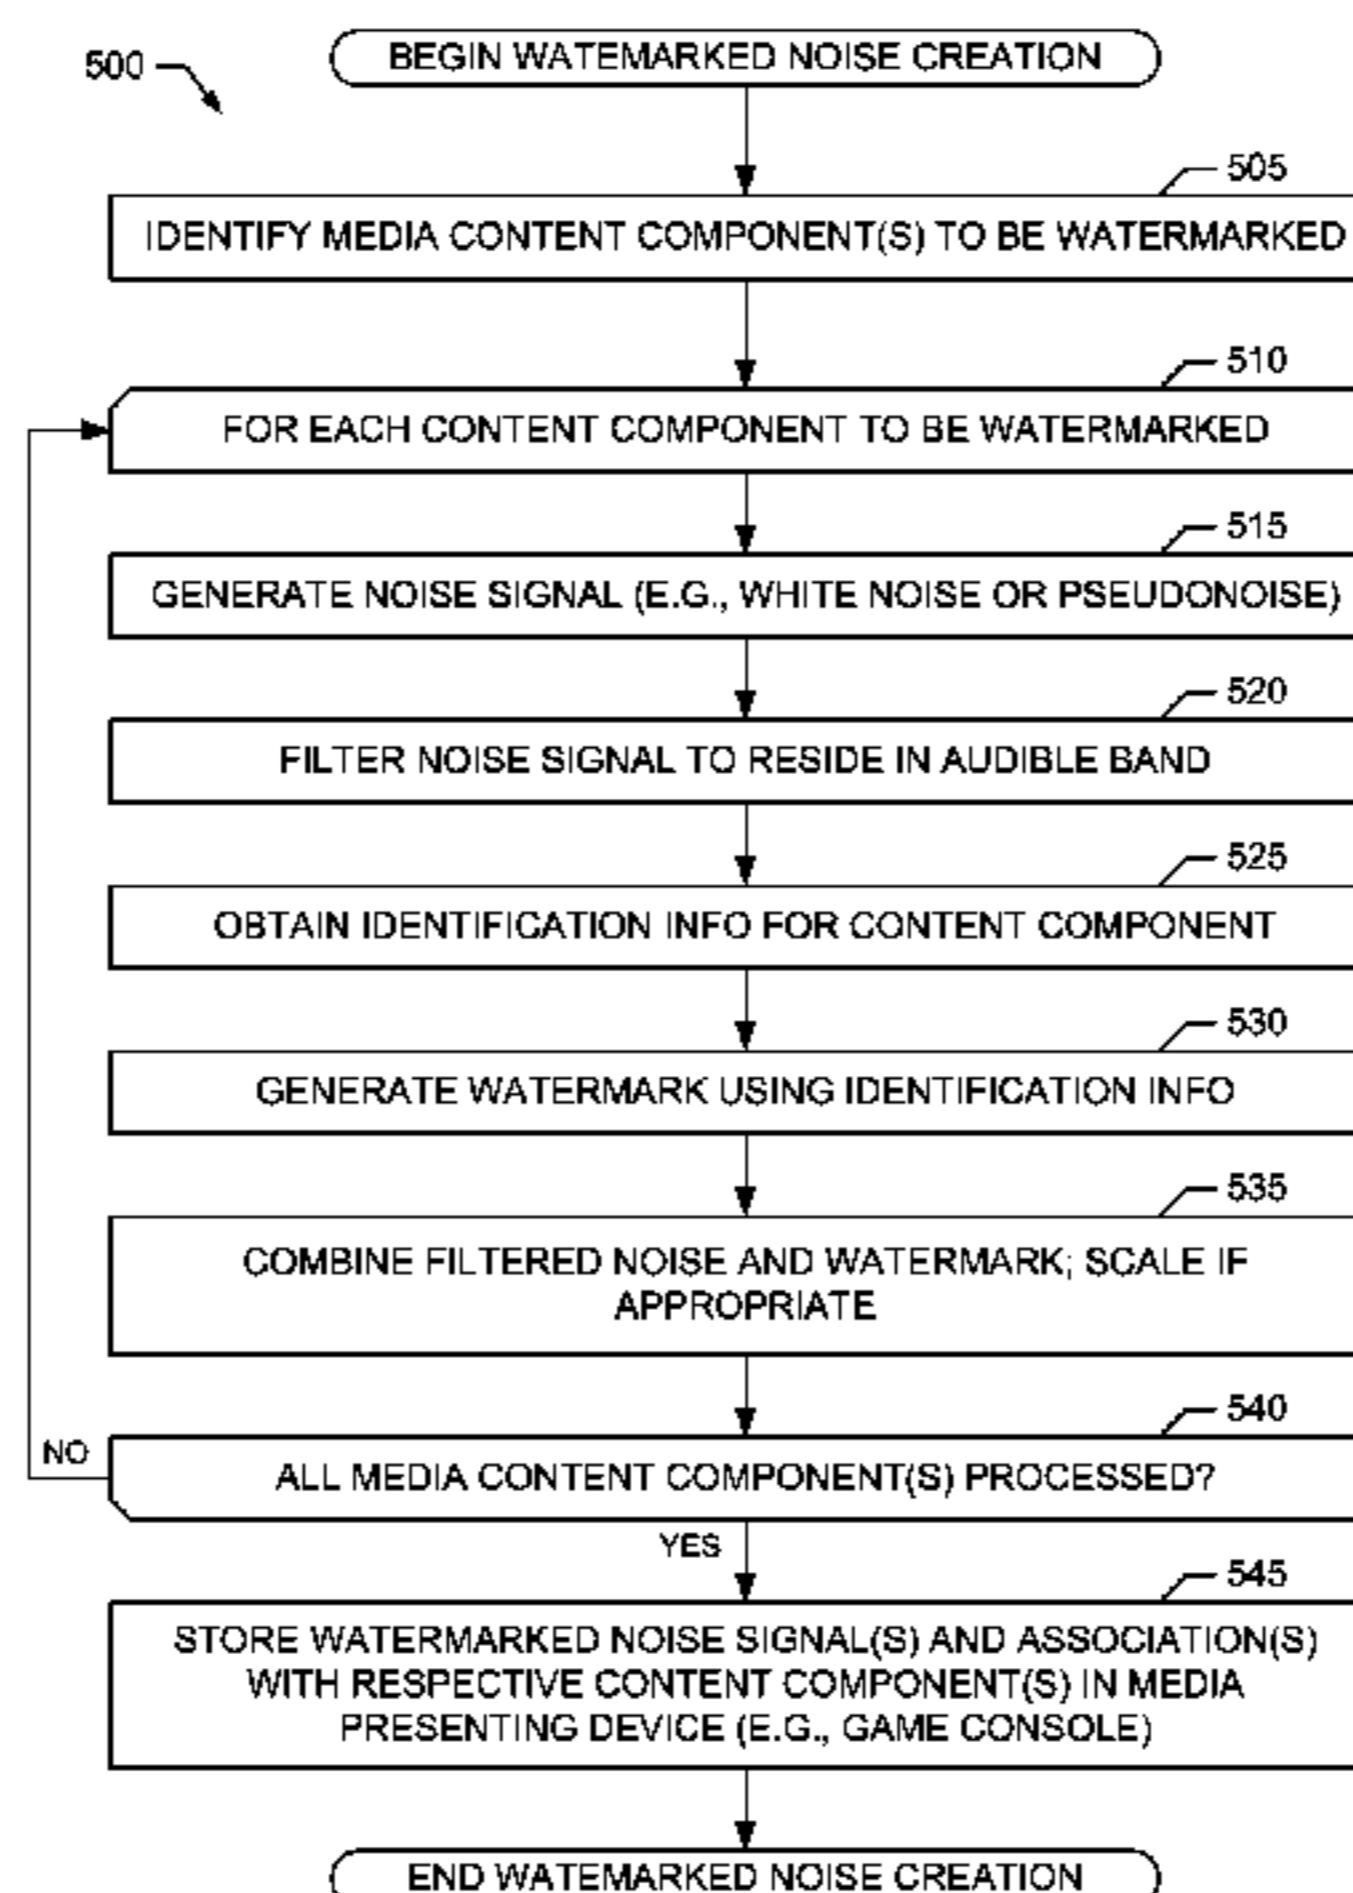 500
BEGIN WATEMARKED NOISE CREATION
505
IDENTIFY MEDIA CONTENT COMPONENT(S) TO BE WATERMARKED
510
FOR EACH CONTENT COMPONENT TO BE WATERMARKED
515
GENERATE NOISE SIGNAL (E.G., WHITE NOISE OR PSEUDONOISE)
520
FILTER NOISE SIGNAL TO RESIDE IN AUDIBLE BAND
525
OBTAIN IDENTIFICATION INFO FOR CONTENT COMPONENT
530
GENERATE WATERMARK USING IDENTIFICATION INFO
535
COMBINE FILTERED NOISE AND WATERMARK; SCALE IF
APPROPRIATE
540
NO
ALL MEDIA CONTENT COMPONENT(S) PROCESSED?
YES
545
STORE WATERMARKED NOISE SIGNAL(S) AND ASSOCIATION(S)
WITH RESPECTIVE CONTENT COMPONENT(S) IN MEDIA
PRESENTING DEVICE (E.G., GAME CONSOLE)
END WATEMARKED NOISE CREATION